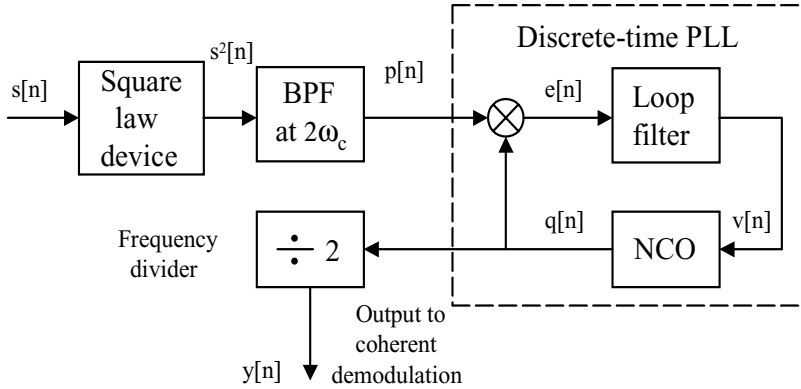 Discrete-time PLL
s[n]
Square
law
device
s²[n]
BPF
at 2ω_c
p[n]
e[n]
Loop
filter
Frequency
divider
÷ 2
q[n]
NCO
v[n]
y[n]
Output to
coherent
demodulation